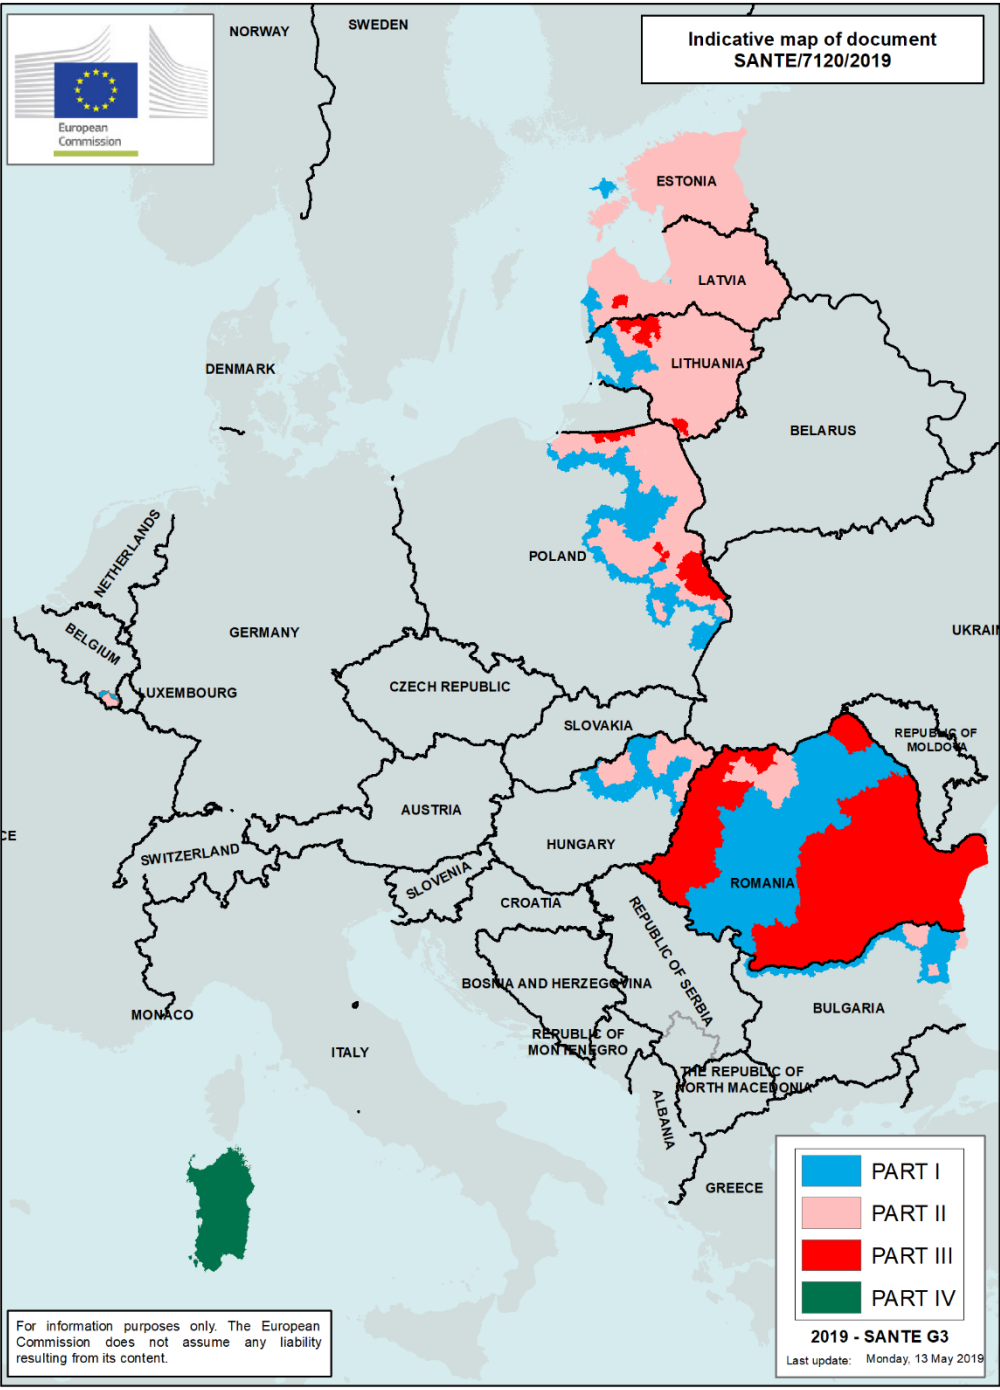 European
Commission
Indicative map of document
SANTE/7120/2019
NORWAY
SWEDEN
ESTONIA
LATVIA
LITHUANIA
DENMARK
BELARUS
NETHERLANDS
POLAND
BELGIUM
GERMANY
UKRAIN
LUXEMBOURG
CZECH REPUBLIC
SLOVAKIA
REPUBLIC OF
MOLDOVA
AUSTRIA
CE
HUNGARY
SWITZERLAND
SLOVENIA
ROMANIA
CROATIA
REPUBLIC OF SERBIA
BOSNIA AND HERZEGOVINA
BULGARIA
MONACO
REPUBLIC OF
MONTENEGRO
ITALY
THE REPUBLIC OF
NORTH MACEDONIA
ALBANIA
GREECE
PART I
PART II
PART III
PART IV
2019 - SANTE G3
Last update: Monday, 13 May 2019
For information purposes only. The European
Commission does not assume any liability
resulting from its content.